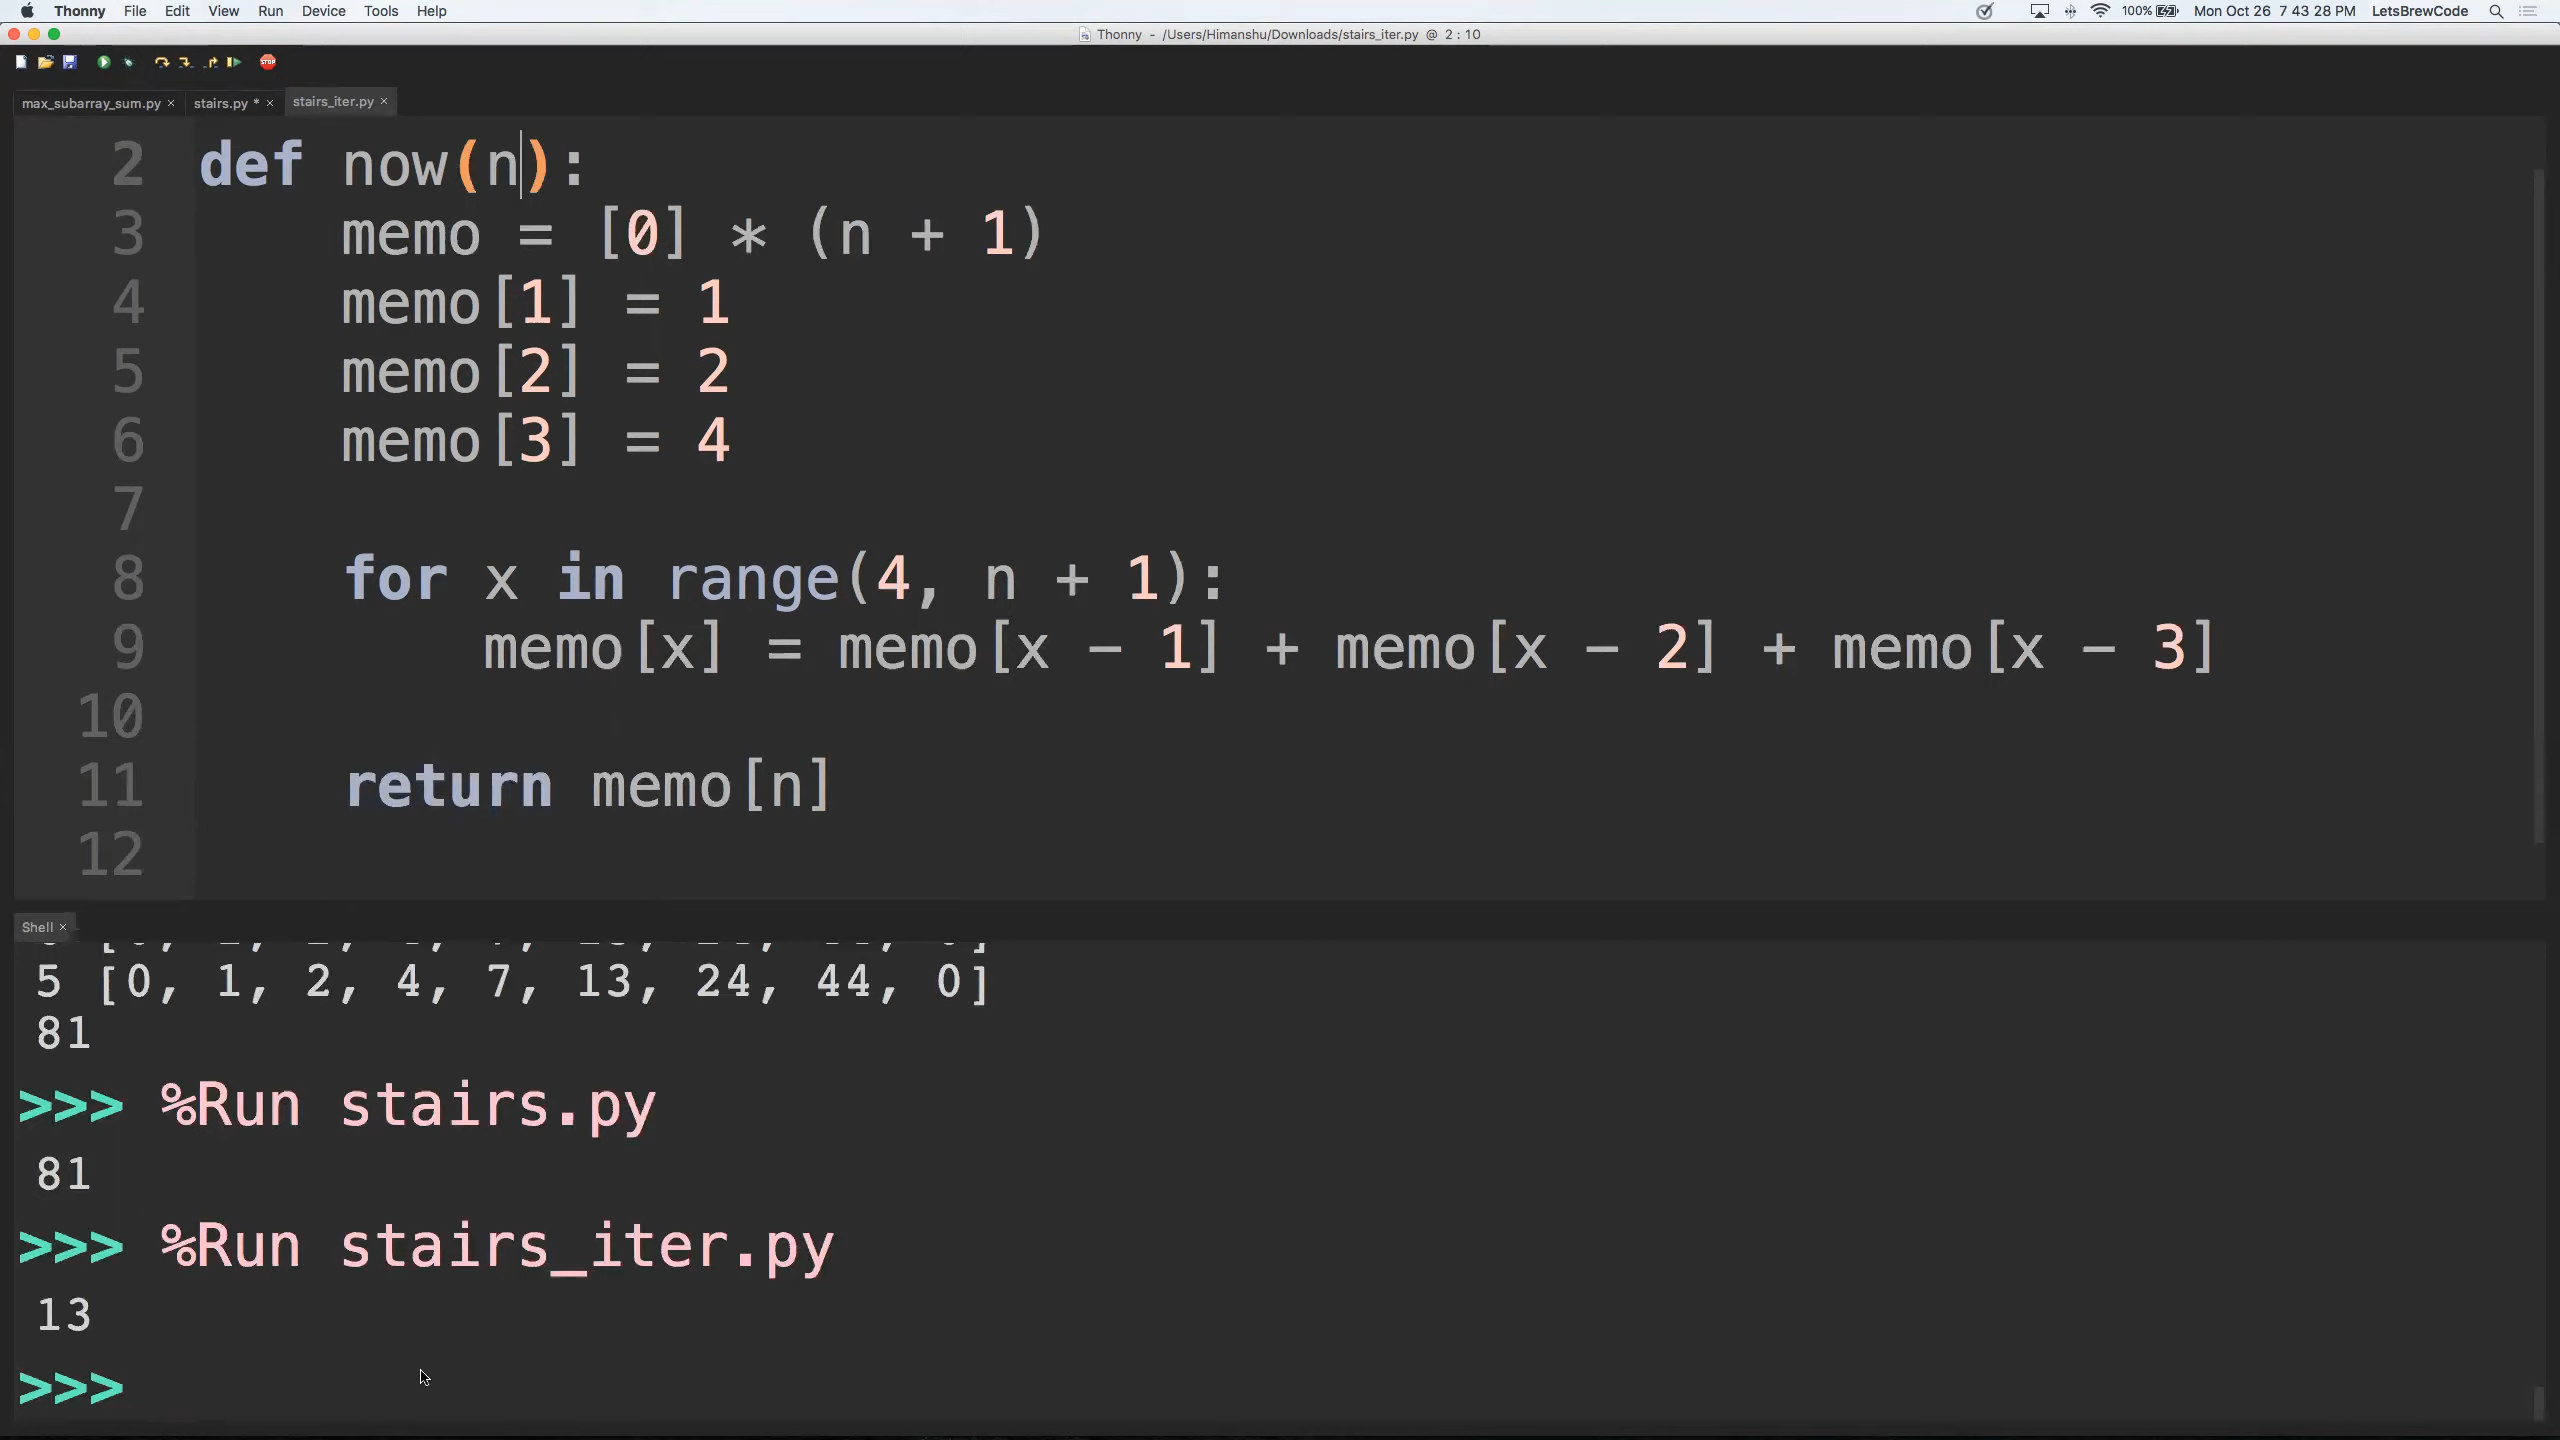 Thonny File Edit View Run Device Tools Help 100% Mon Oct 26 7 43 28 PM LetsBrewCode
Thonny - /Users/Himanshu/Downloads/stairs_iter.py @ 2 : 10
STOP
max_subarray_sum.py × stairs.py * × stairs_iter.py ×
2 def now(n):
3 memo = [0] * (n + 1)
4 memo[1] = 1
5 memo[2] = 2
6 memo[3] = 4
7
8 for x in range(4, n + 1):
9 memo[x] = memo[x - 1] + memo[x - 2] + memo[x - 3]
10
11 return memo[n]
12
Shell ×
5 [0, 1, 2, 4, 7, 13, 24, 44, 0]
81
>>> %Run stairs.py
81
>>> %Run stairs_iter.py
13
>>>